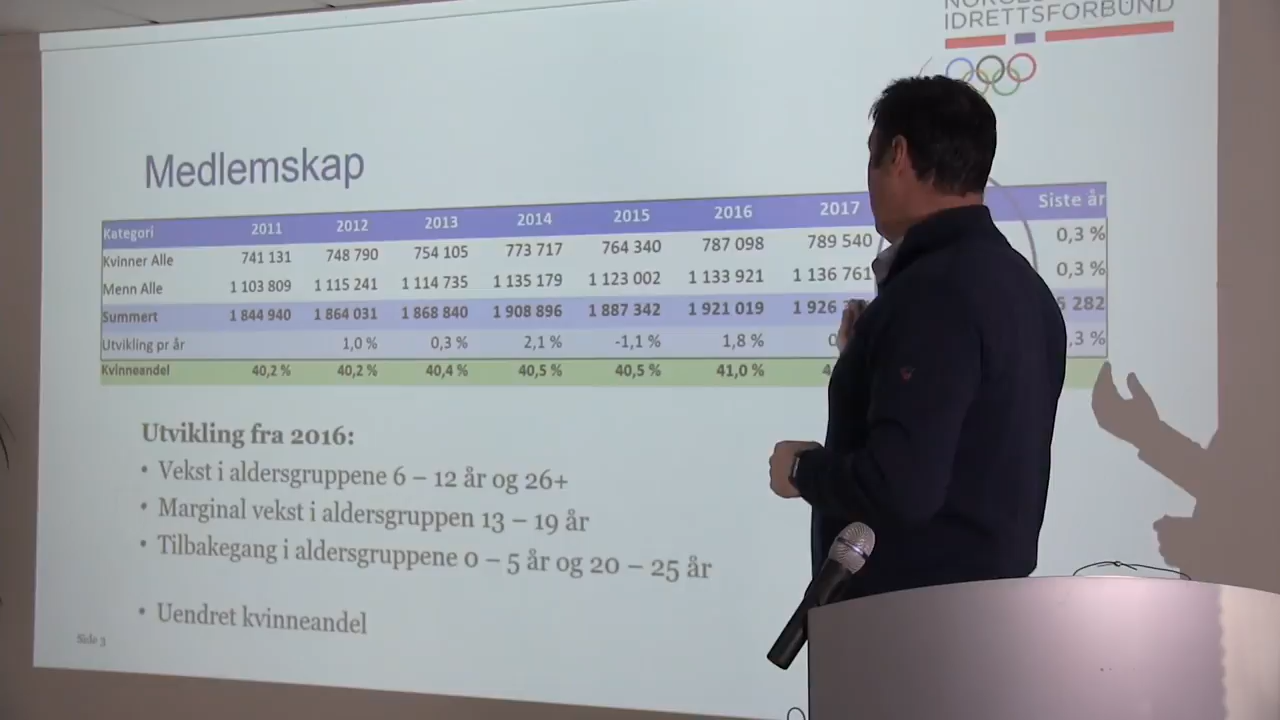 IDRETTSFORBUND
Medlemskap
Kategori 2011 2012 2013 2014 2015 2016 2017 Siste år
Kvinner Alle 741 131 748 790 754 105 773 717 764 340 787 098 789 540 0,3 %
Menn Alle 1 103 809 1 115 241 1 114 735 1 135 179 1 123 002 1 133 921 1 136 761 0,3 %
Summert 1 844 940 1 864 031 1 868 840 1 908 896 1 887 342 1 921 019 1 926 282
Utvikling pr år 1,0 % 0,3 % 2,1 % -1,1 % 1,8 % ,3 %
Kvinneandel 40,2 % 40,2 % 40,4 % 40,5 % 40,5 % 41,0 %
Utvikling fra 2016:
• Vekst i aldersgruppene 6 – 12 år og 26+
• Marginal vekst i aldersgruppen 13 – 19 år
• Tilbakegang i aldersgruppene 0 – 5 år og 20 – 25 år
• Uendret kvinneandel
Side 3